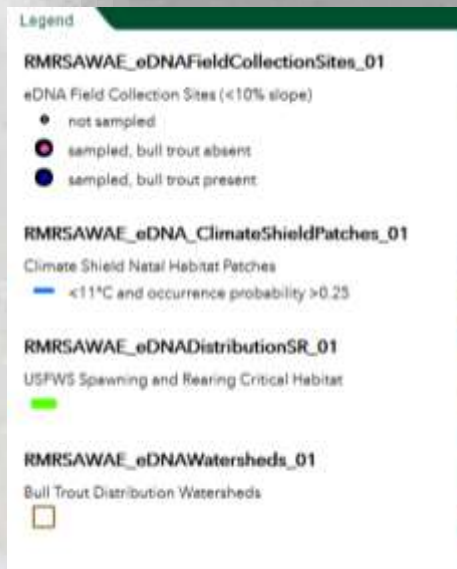 Legend
RMRSAWAE_eDNAFieldCollectionSites_01
eDNA Field Collection Sites (<10% slope)
not sampled
sampled, bull trout absent
sampled, bull trout present
RMRSAWAE_eDNA_ClimateShieldPatches_01
Climate Shield Natal Habitat Patches
<11°C and occurrence probability >0.25
RMRSAWAE_eDNADistributionSR_01
USFWS Spawning and Rearing Critical Habitat
RMRSAWAE_eDNAWatersheds_01
Bull Trout Distribution Watersheds